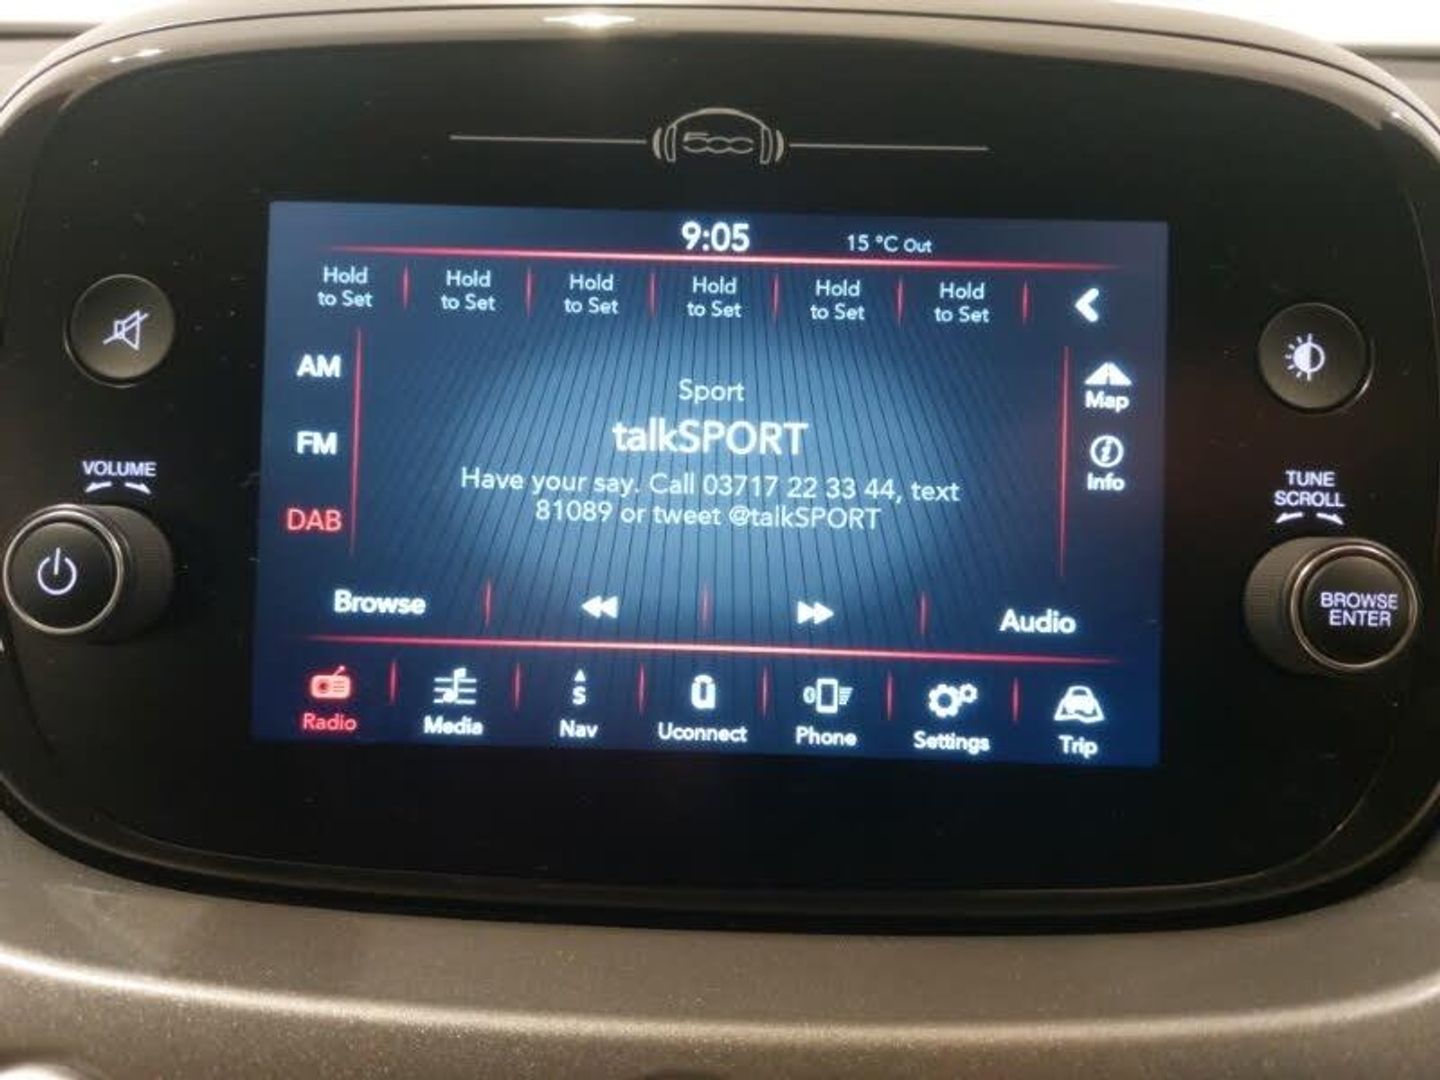 500
9:05 15 °C Out
Hold to Set
Hold to Set
Hold to Set
Hold to Set
Hold to Set
Hold to Set
AM
FM
DAB
Sport
talkSPORT
Have your say. Call 03717 22 33 44, text
81089 or tweet @talkSPORT
Map
Info
Browse
Audio
Radio
Media
S
Nav
Uconnect
Phone
Settings
Trip
VOLUME
TUNE
SCROLL
BROWSE
ENTER